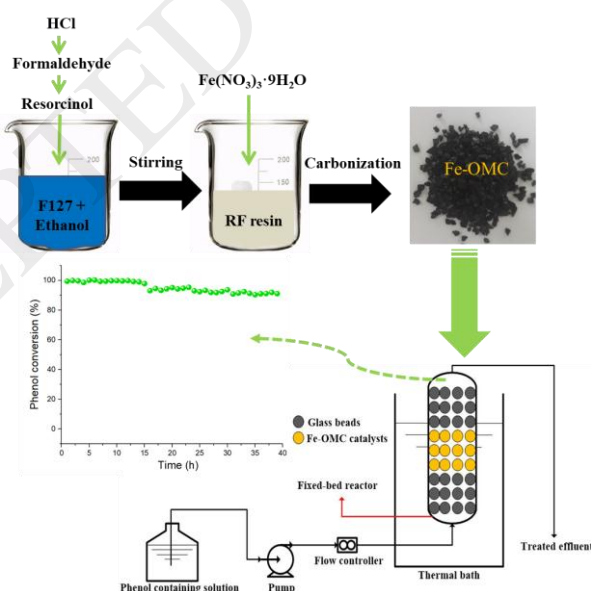 HCl
Formaldehyde
Resorcinol
200
F127 +
Ethanol
Stirring
Fe(NO₃)₃·9H₂O
200
150
RF resin
Carbonization
Fe-OMC
100
80
60
40
20
0
Phenol conversion (%)
0 5 10 15 20 25 30 35 40
Time (h)
Glass beads
Fe-OMC catalysts
Fixed-bed reactor
Flow controller
Treated effluent
Phenol containing solution
Pump
Thermal bath